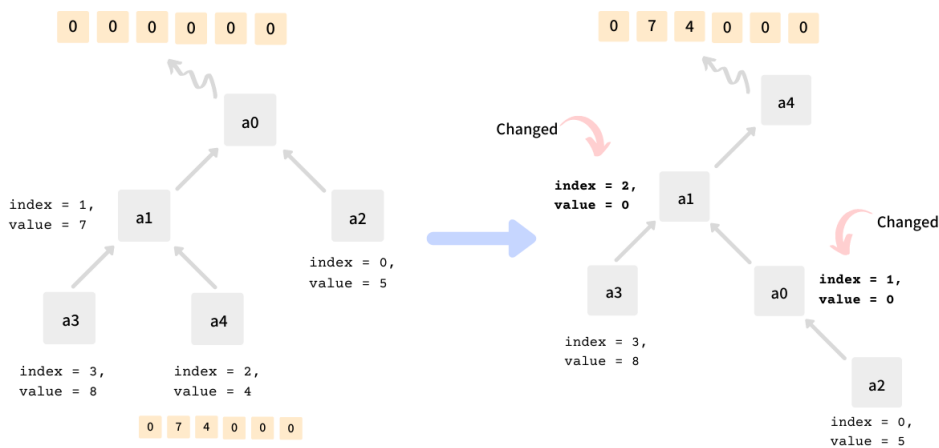 0 0 0 0 0 0
a0
index = 1,
value = 7
a1
a2
index = 0,
value = 5
a3
a4
index = 3,
value = 8
index = 2,
value = 4
0 7 4 0 0 0
0 7 4 0 0 0
a4
Changed
index = 2,
value = 0
a1
Changed
a3
a0
index = 1,
value = 0
index = 3,
value = 8
a2
index = 0,
value = 5